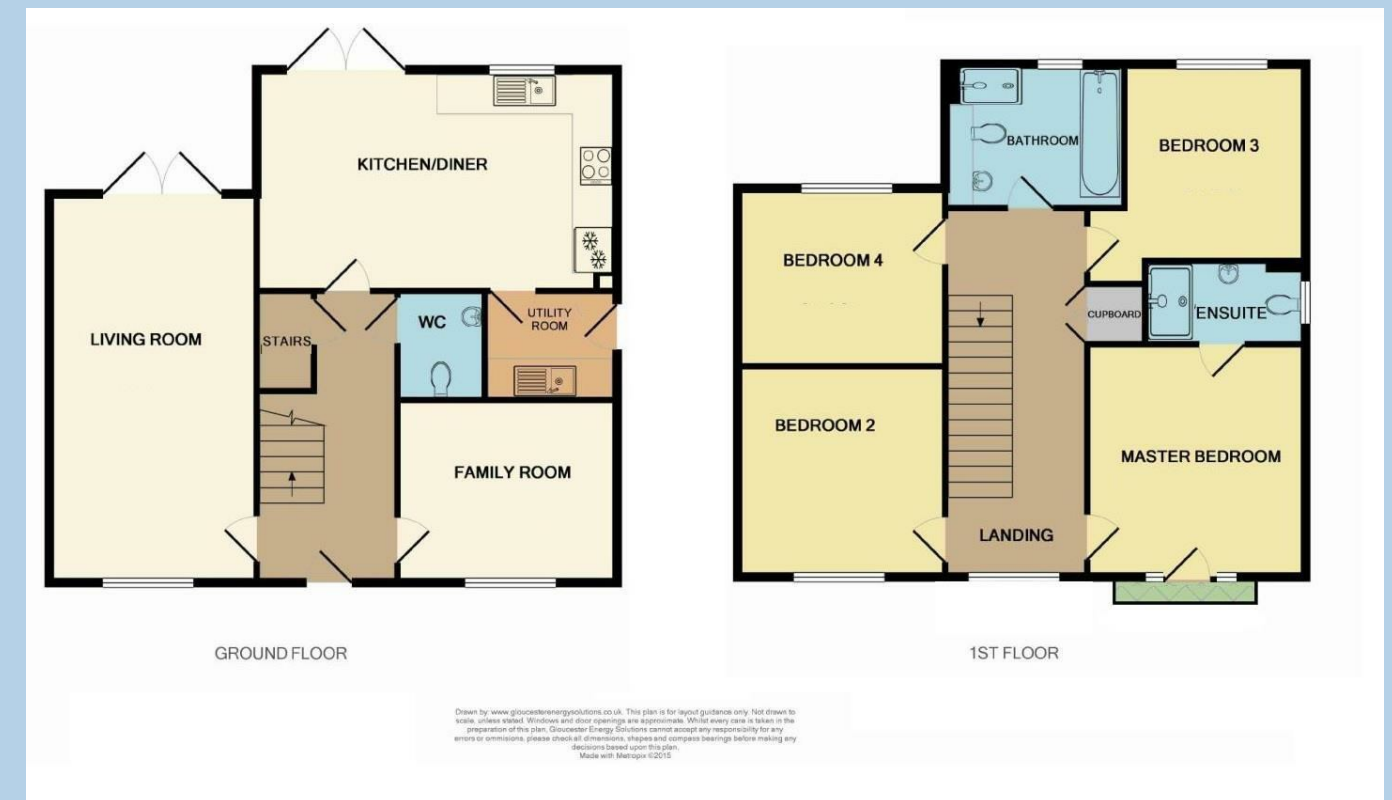 KITCHEN/DINER
LIVING ROOM
STAIRS
WC
UTILITY
ROOM
FAMILY ROOM
GROUND FLOOR
BATHROOM
BEDROOM 3
BEDROOM 4
CUPBOARD
ENSUITE
BEDROOM 2
MASTER BEDROOM
LANDING
1ST FLOOR
Drawn by: www.gloucesterenergysolutions.co.uk. This plan is for layout guidance only. Not drawn to
scale, unless stated. Windows and door openings are approximate. Whilst every care is taken in the
preparation of this plan, Gloucester Energy Solutions cannot accept any responsibility for any
errors or ommisions, please check all dimensions, shapes and compass bearings before making any
decisions based upon this plan.
Made with Metropix ©2015